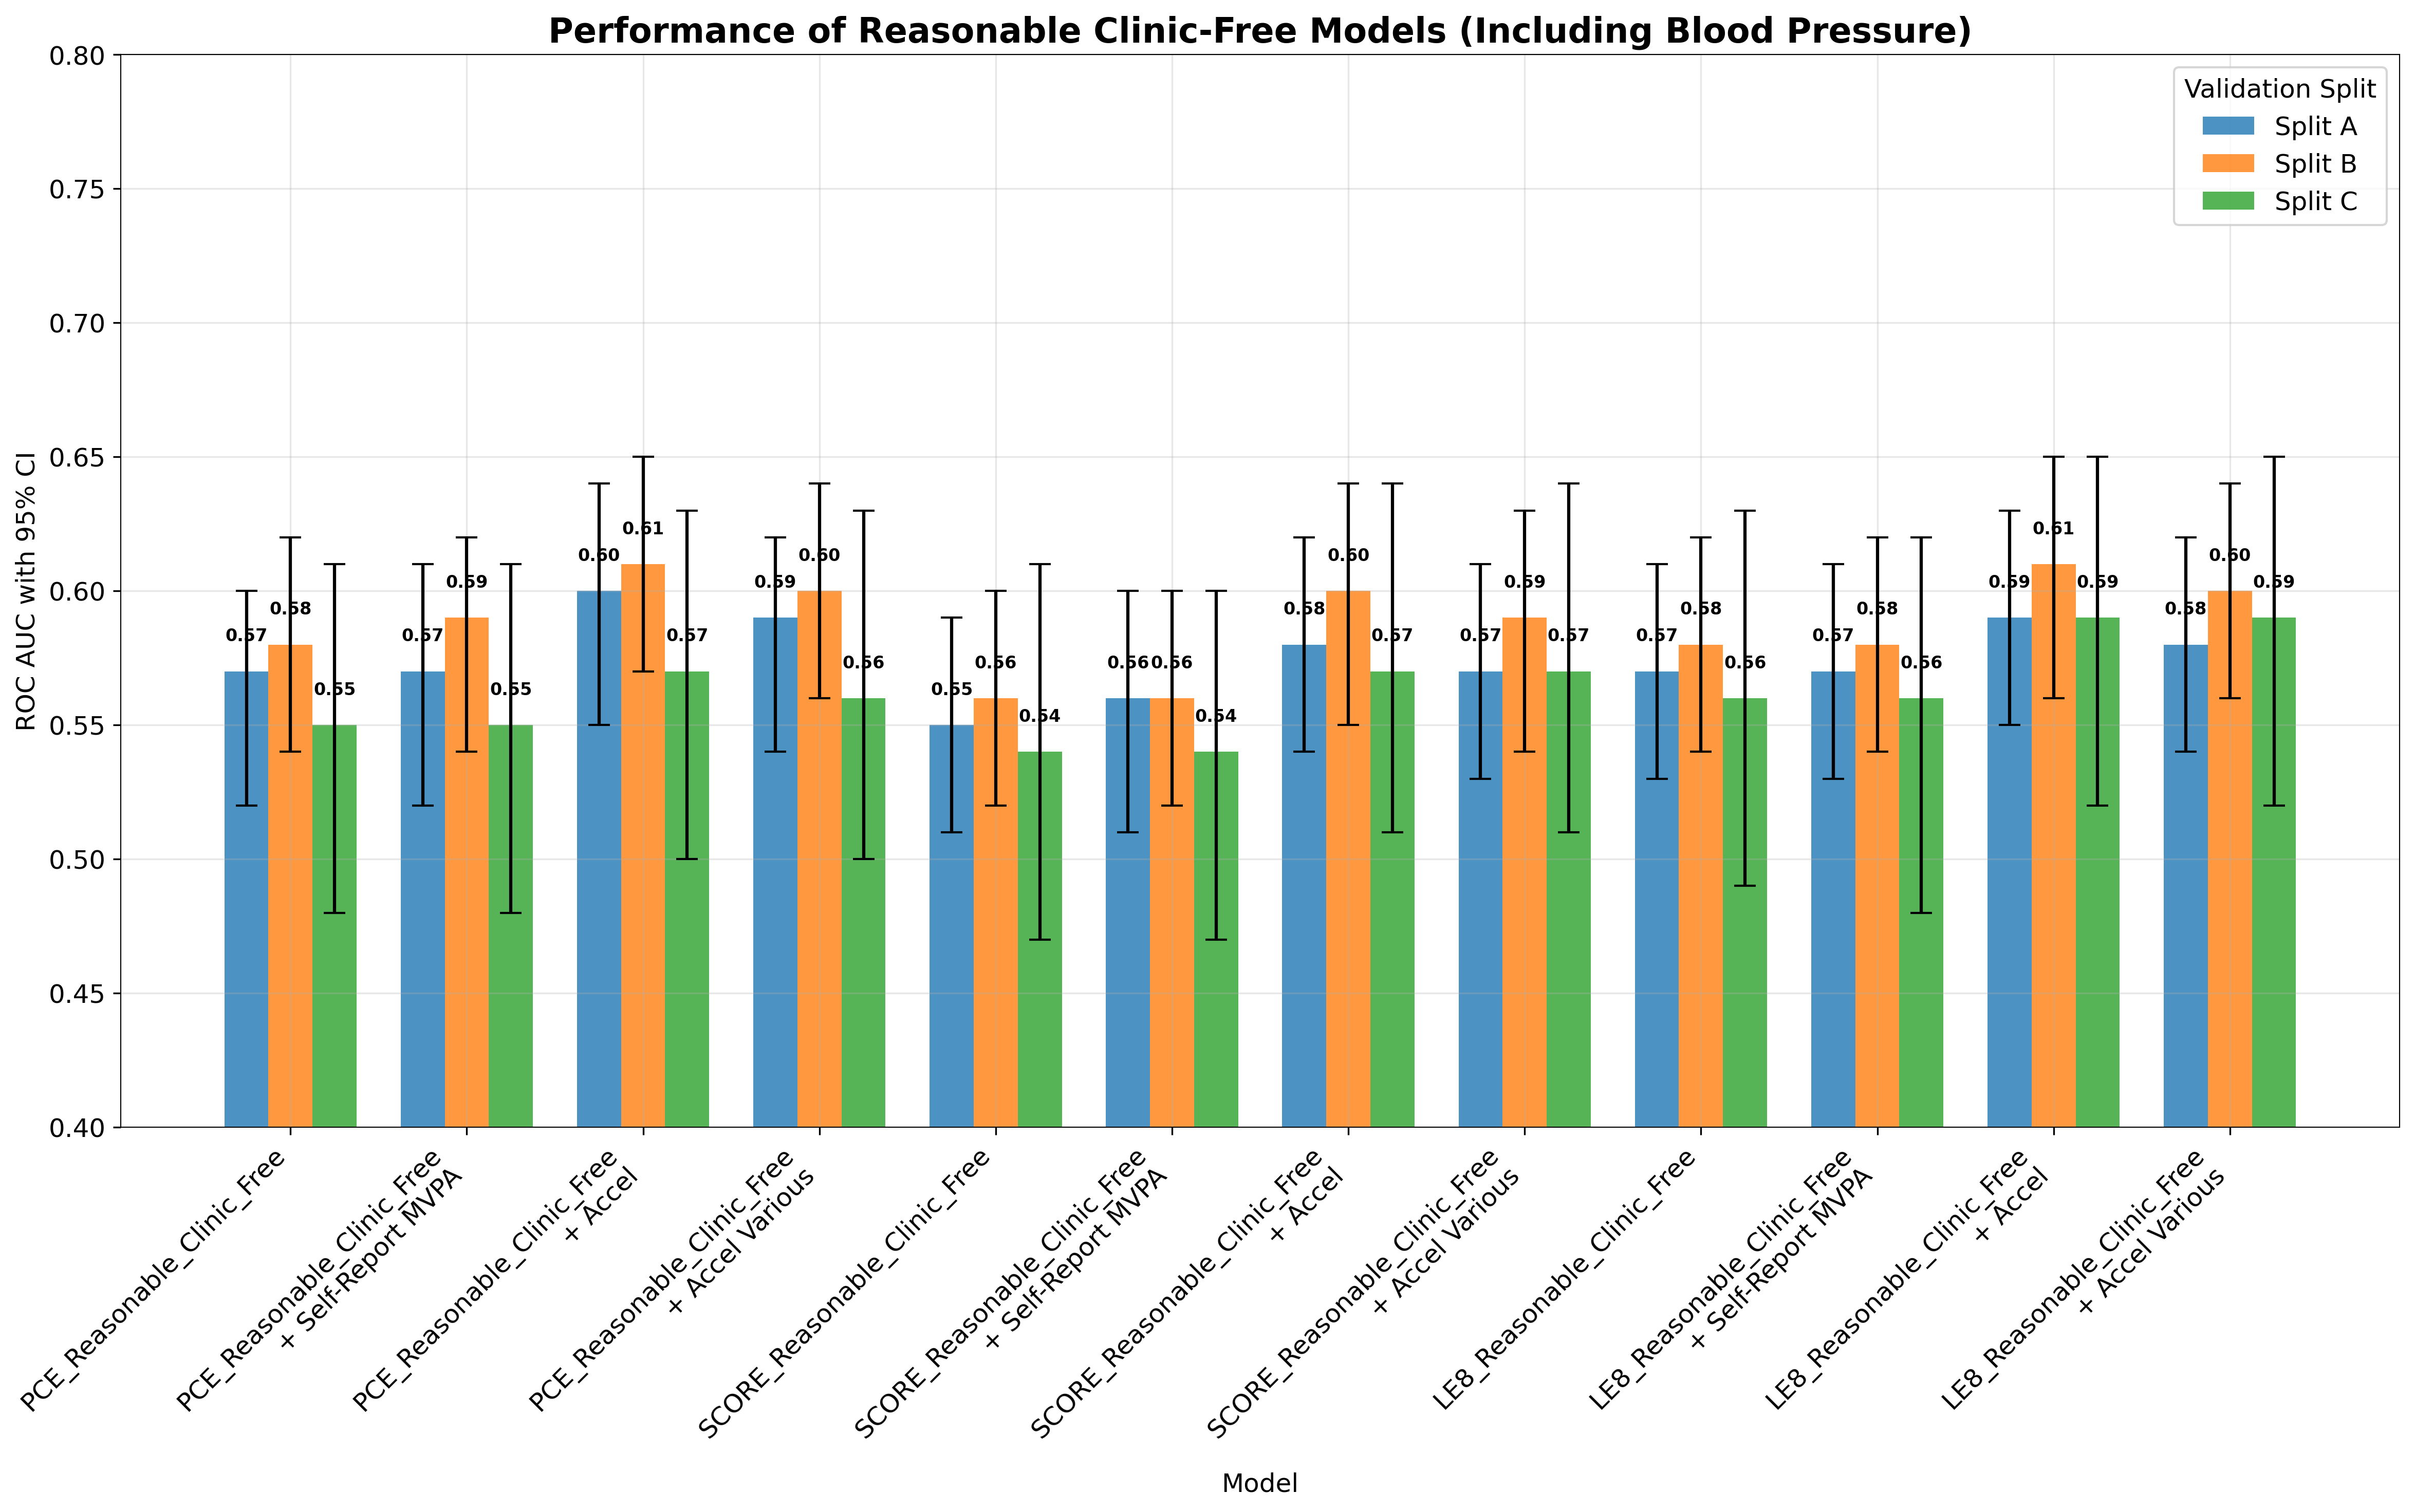 Performance of Reasonable Clinic-Free Models (Including Blood Pressure)
ROC AUC with 95% CI
0.80
0.75
0.70
0.65
0.60
0.55
0.50
0.45
0.40
Validation Split
Split A
Split B
Split C
0.57
0.58
0.55
0.57
0.59
0.55
0.60
0.61
0.57
0.59
0.60
0.56
0.55
0.56
0.54
0.56
0.56
0.54
0.58
0.60
0.57
0.57
0.59
0.57
0.57
0.58
0.56
0.57
0.58
0.56
0.59
0.61
0.59
0.58
0.60
0.59
PCE_Reasonable_Clinic_Free
PCE_Reasonable_Clinic_Free
+ Self-Report MVPA
PCE_Reasonable_Clinic_Free
+ Accel
PCE_Reasonable_Clinic_Free
+ Accel Various
SCORE_Reasonable_Clinic_Free
SCORE_Reasonable_Clinic_Free
+ Self-Report MVPA
SCORE_Reasonable_Clinic_Free
+ Accel
SCORE_Reasonable_Clinic_Free
+ Accel Various
LE8_Reasonable_Clinic_Free
LE8_Reasonable_Clinic_Free
+ Self-Report MVPA
LE8_Reasonable_Clinic_Free
+ Accel
LE8_Reasonable_Clinic_Free
+ Accel Various
Model